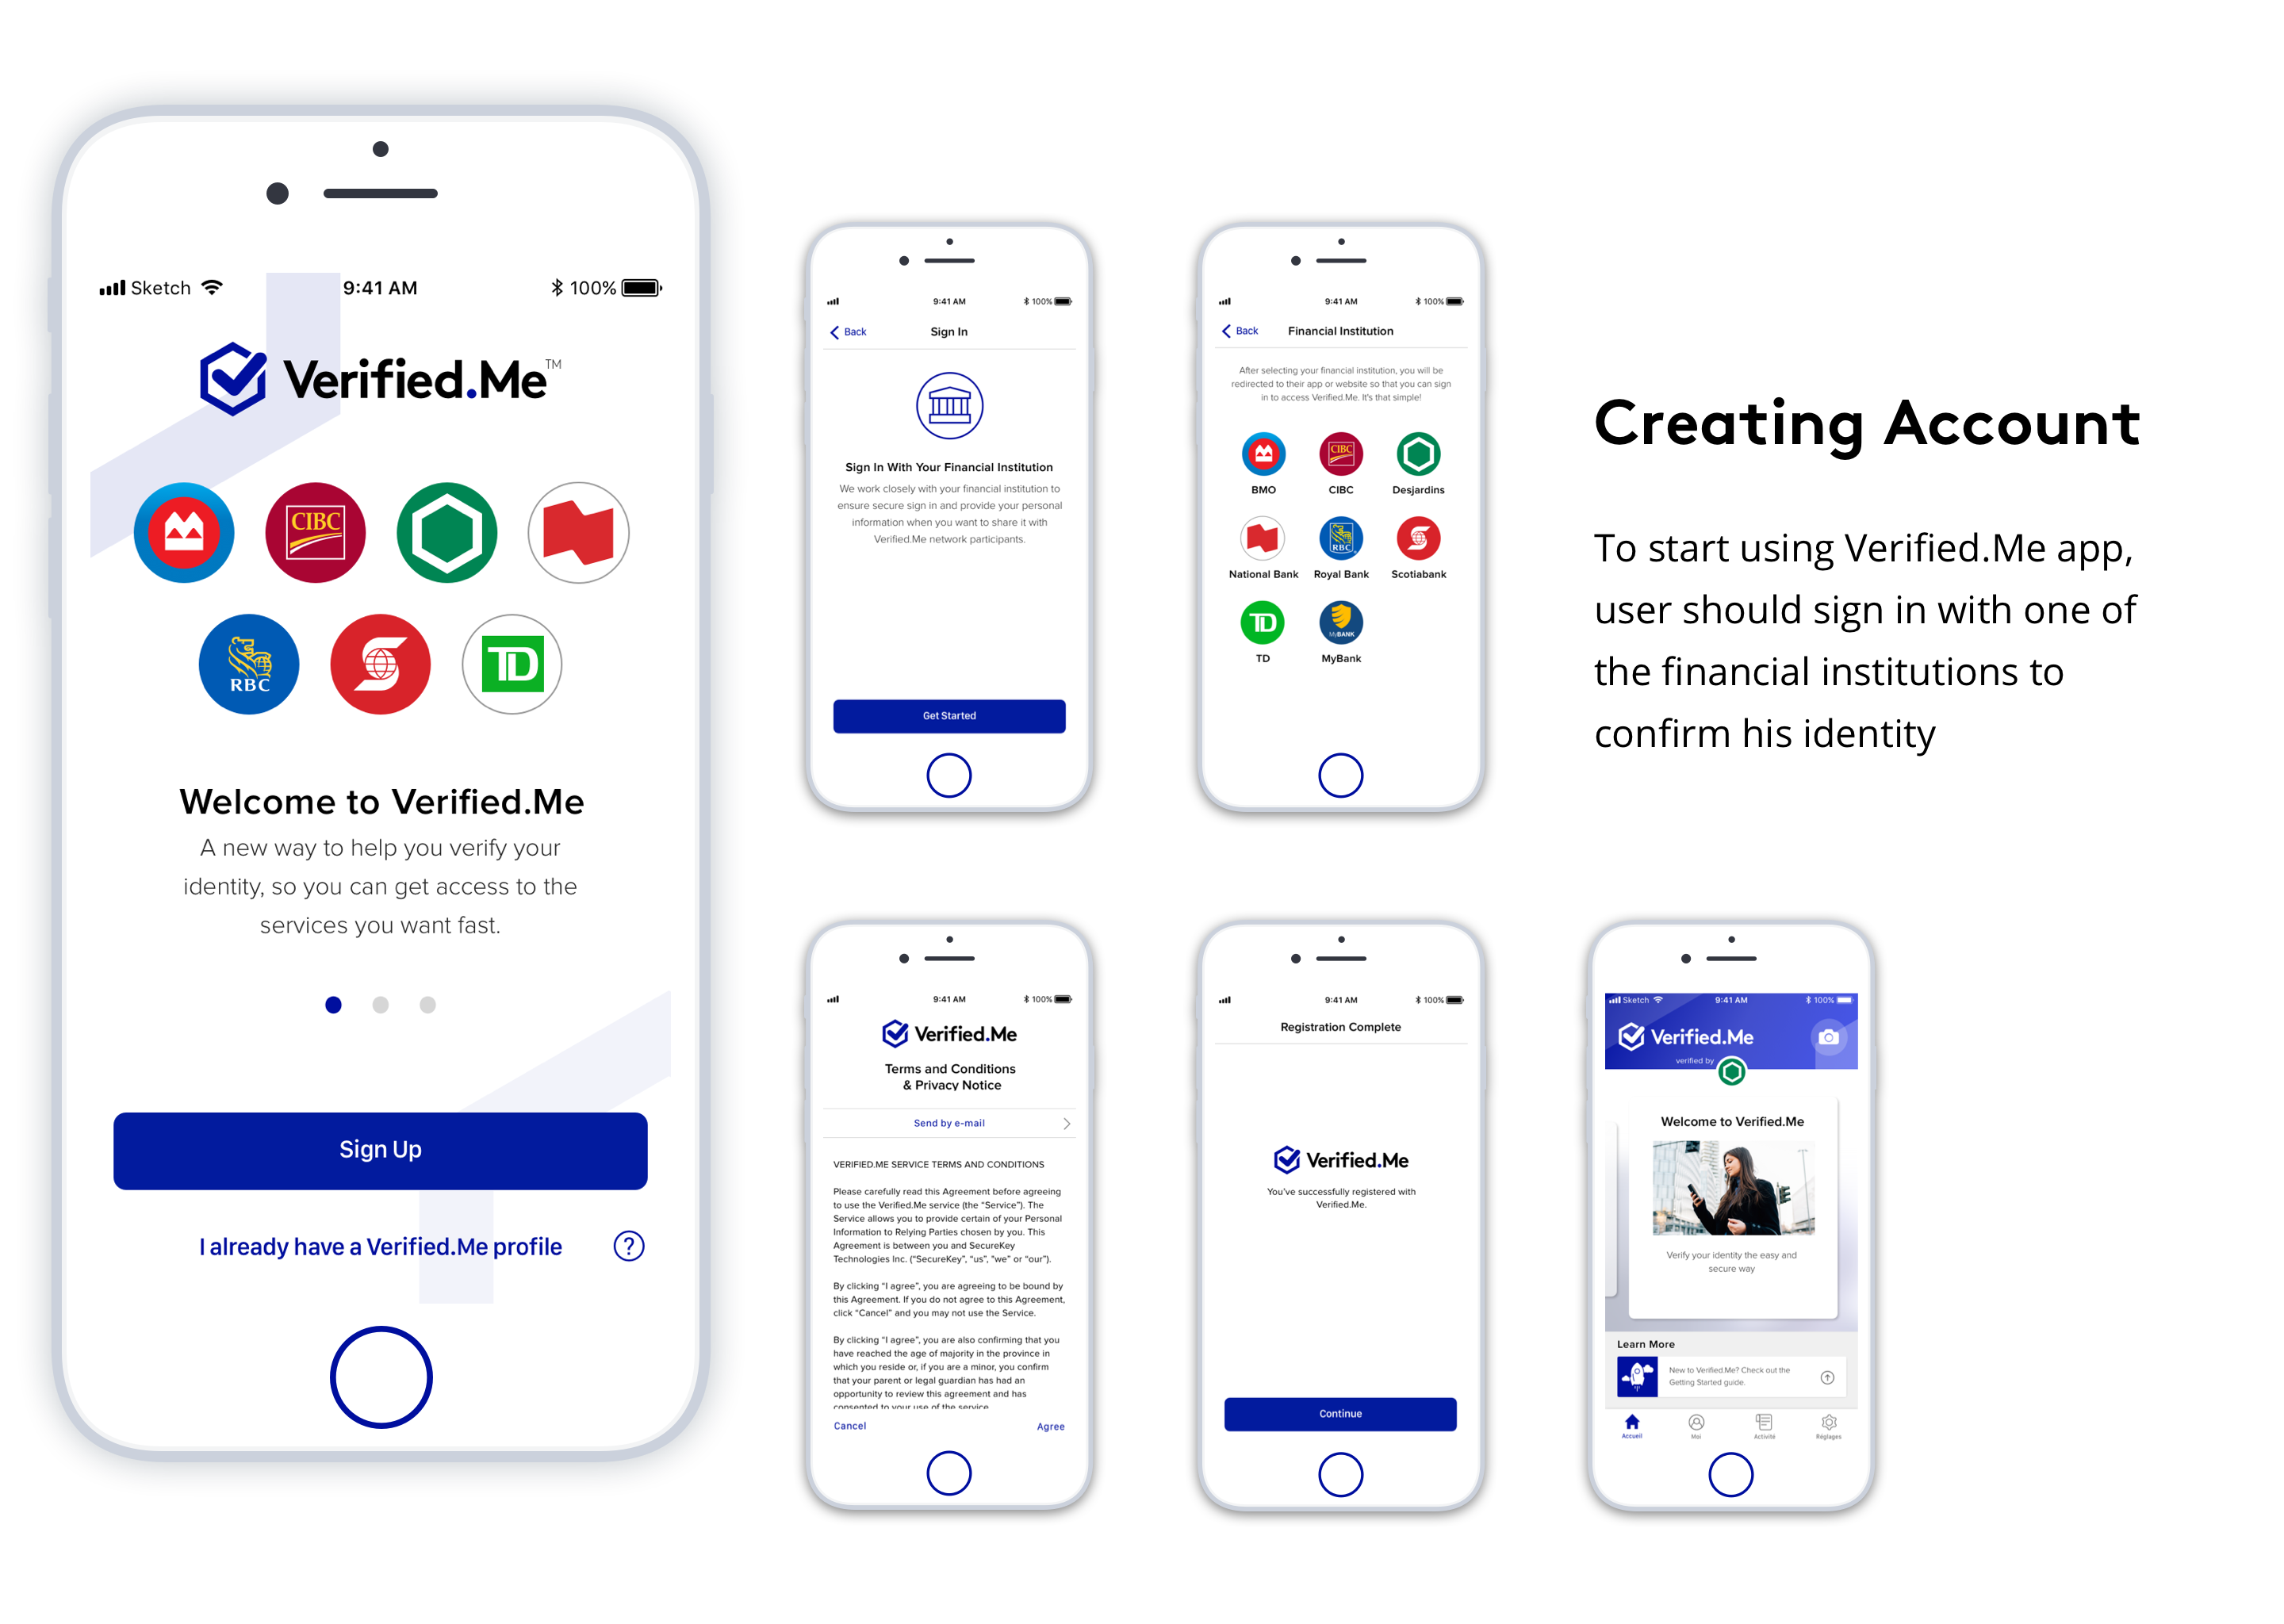 Sketch 9:41 AM 100%
Verified.Me™
CIBC
RBC
TD
Welcome to Verified.Me
A new way to help you verify your
identity, so you can get access to the
services you want fast.
Sign Up
I already have a Verified.Me profile ?
9:41 AM 100%
Back Sign In
Sign In With Your Financial Institution
We work closely with your financial institution to
ensure secure sign in and provide your personal
information when you want to share it with
Verified.Me network participants.
Get Started
9:41 AM 100%
Back Financial Institution
After selecting your financial institution, you will be
redirected to their app or website so that you can sign
in to access Verified.Me. It's that simple!
CIBC
BMO CIBC Desjardins
RBC
National Bank Royal Bank Scotiabank
TD MyBANK
TD MyBank
Creating Account
To start using Verified.Me app,
user should sign in with one of
the financial institutions to
confirm his identity
9:41 AM 100%
Verified.Me
Terms and Conditions
& Privacy Notice
Send by e-mail
VERIFIED.ME SERVICE TERMS AND CONDITIONS
Please carefully read this Agreement before agreeing
to use the Verified.Me service (the “Service”). The
Service allows you to provide certain of your Personal
Information to Relying Parties chosen by you. This
Agreement is between you and SecureKey
Technologies Inc. (“SecureKey”, “us”, “we” or “our”).
By clicking “I agree”, you are agreeing to be bound by
this Agreement. If you do not agree to this Agreement,
click “Cancel” and you may not use the Service.
By clicking “I agree”, you are also confirming that you
have reached the age of majority in the province in
which you reside or, if you are a minor, you confirm
that your parent or legal guardian has had an
opportunity to review this agreement and has
consented to your use of the service.
Cancel Agree
9:41 AM 100%
Registration Complete
Verified.Me
You've successfully registered with
Verified.Me.
Continue
Sketch 9:41 AM 100%
Verified.Me
verified by
Welcome to Verified.Me
Verify your identity the easy and
secure way
Learn More
New to Verified.Me? Check out the
Getting Started guide.
Accueil Moi Activité Réglages